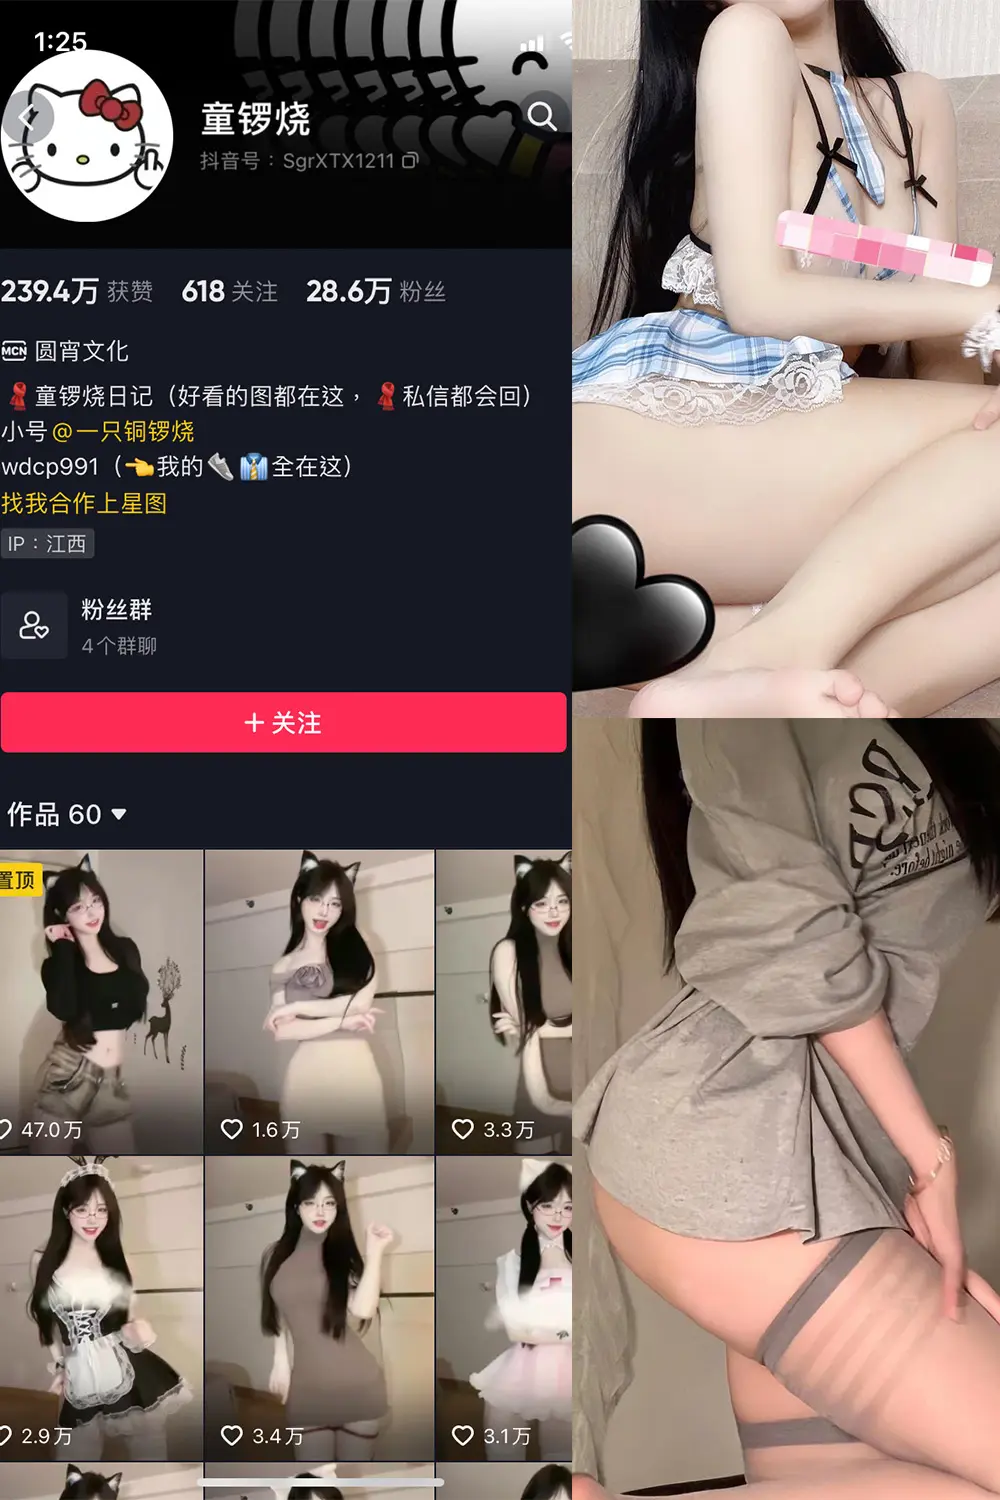 1:25
童锣烧
抖音号：SgrXTX1211
239.4万 获赞 618 关注 28.6万 粉丝
MCN 圆宵文化
童锣烧日记（好看的图都在这，私信都会回）
小号@一只铜锣烧
wdcp991（👈我的👟👔全在这）
找我合作上星图
IP：江西
粉丝群
4个群聊
+ 关注
作品 60
置顶
47.0万
1.6万
3.3万
2.9万
3.4万
3.1万
night before.